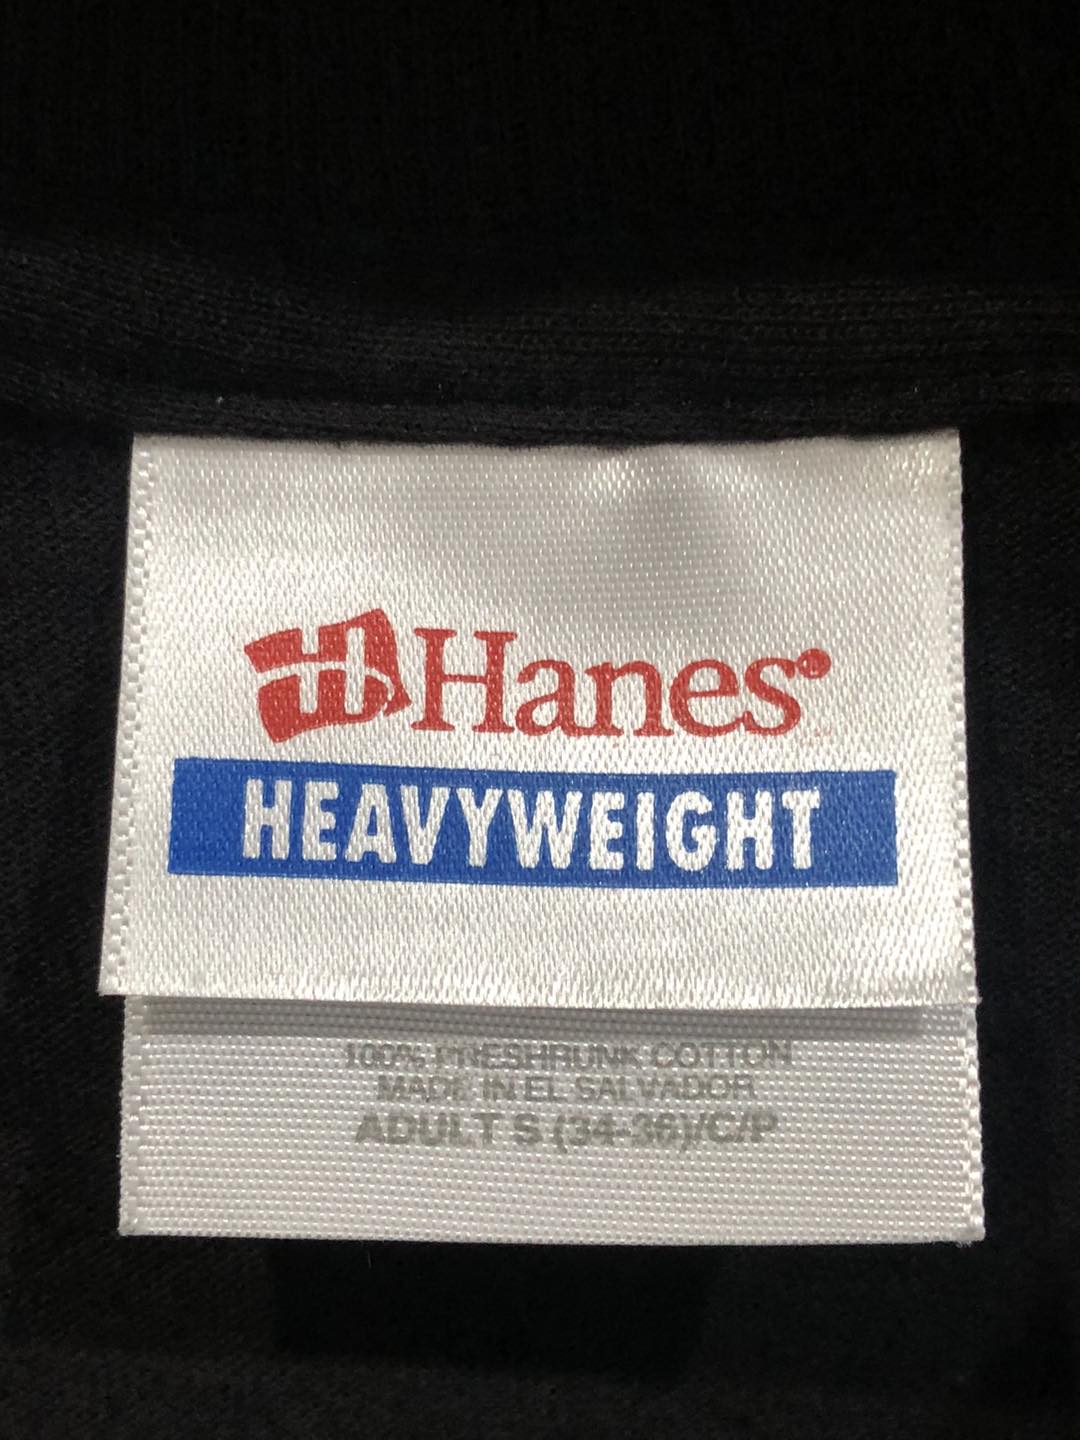 Hanes
HEAVYWEIGHT
100% PRESHRUNK COTTON
MADE IN EL SALVADOR
ADULT S (34-36)/C/P